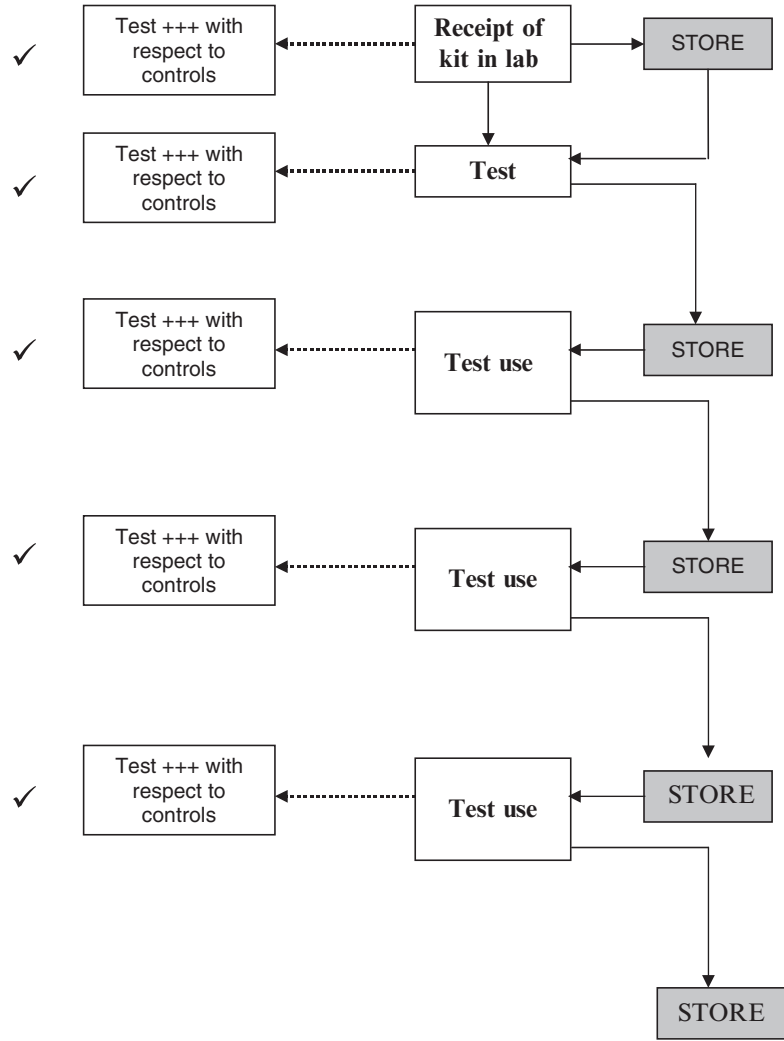 ✓
Test +++ with
respect to
controls
Receipt of
kit in lab
STORE
✓
Test +++ with
respect to
controls
Test
✓
Test +++ with
respect to
controls
Test use
STORE
✓
Test +++ with
respect to
controls
Test use
STORE
✓
Test +++ with
respect to
controls
Test use
STORE
STORE